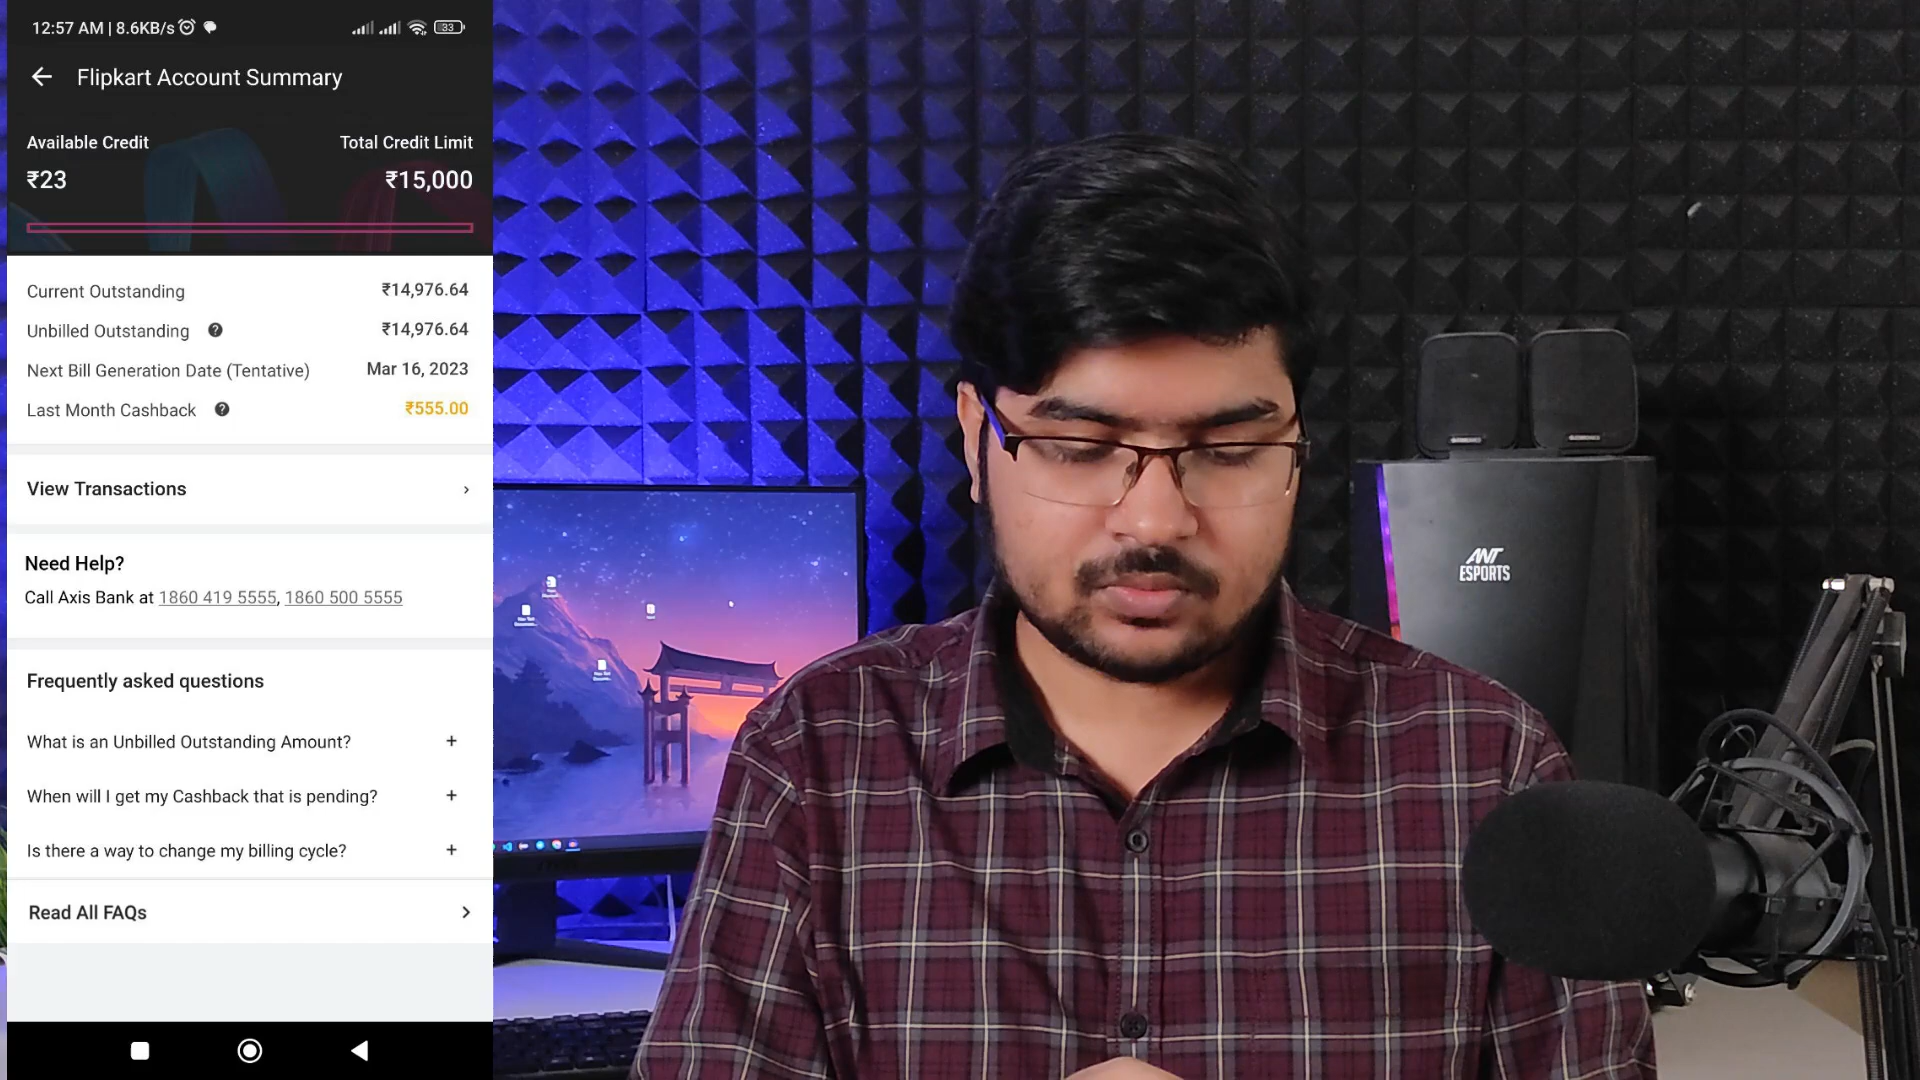 12:57 AM | 8.6KB/s
33
Flipkart Account Summary
Available Credit
Total Credit Limit
₹23
₹15,000
Current Outstanding
₹14,976.64
Unbilled Outstanding ?
₹14,976.64
Next Bill Generation Date (Tentative)
Mar 16, 2023
Last Month Cashback ?
₹555.00
View Transactions
Need Help?
Call Axis Bank at 1860 419 5555, 1860 500 5555
Frequently asked questions
What is an Unbilled Outstanding Amount?
When will I get my Cashback that is pending?
Is there a way to change my billing cycle?
Read All FAQs
ANT
ESPORTS